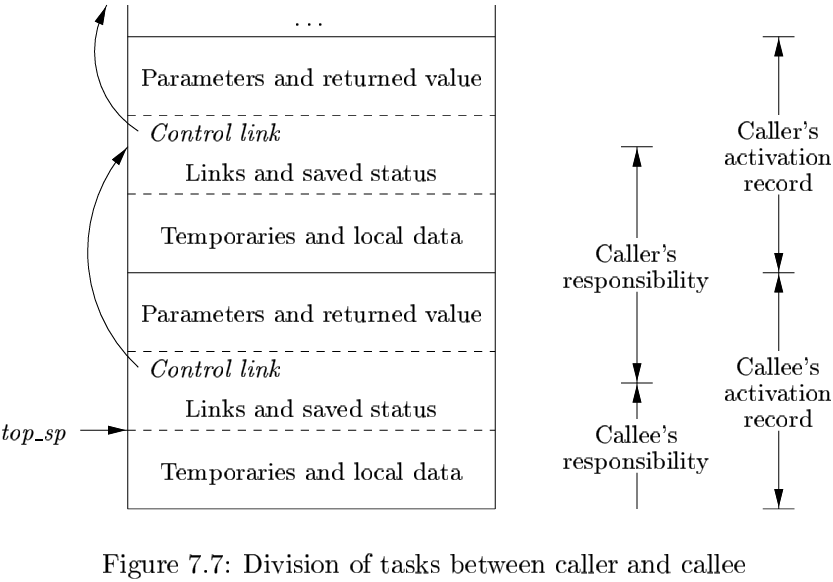 . . .
Parameters and returned value
Control link
Links and saved status
Temporaries and local data
Parameters and returned value
Control link
Links and saved status
top_sp
Temporaries and local data
Caller's
responsibility
Callee's
responsibility
Caller's
activation
record
Callee's
activation
record
Figure 7.7: Division of tasks between caller and callee